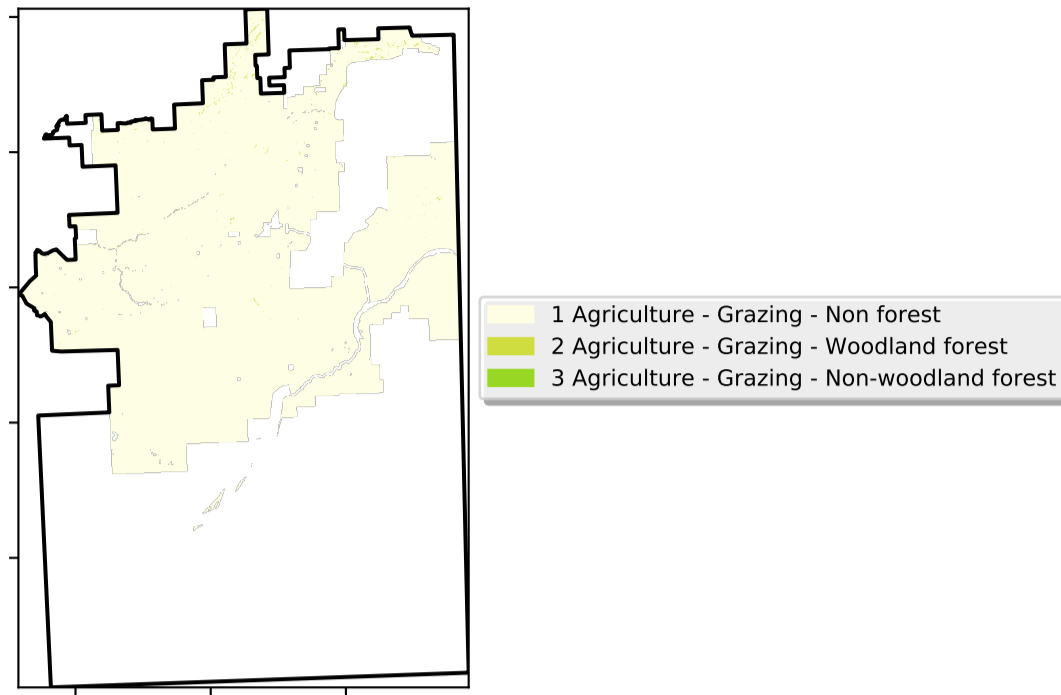 1 Agriculture - Grazing - Non forest
2 Agriculture - Grazing - Woodland forest
3 Agriculture - Grazing - Non-woodland forest